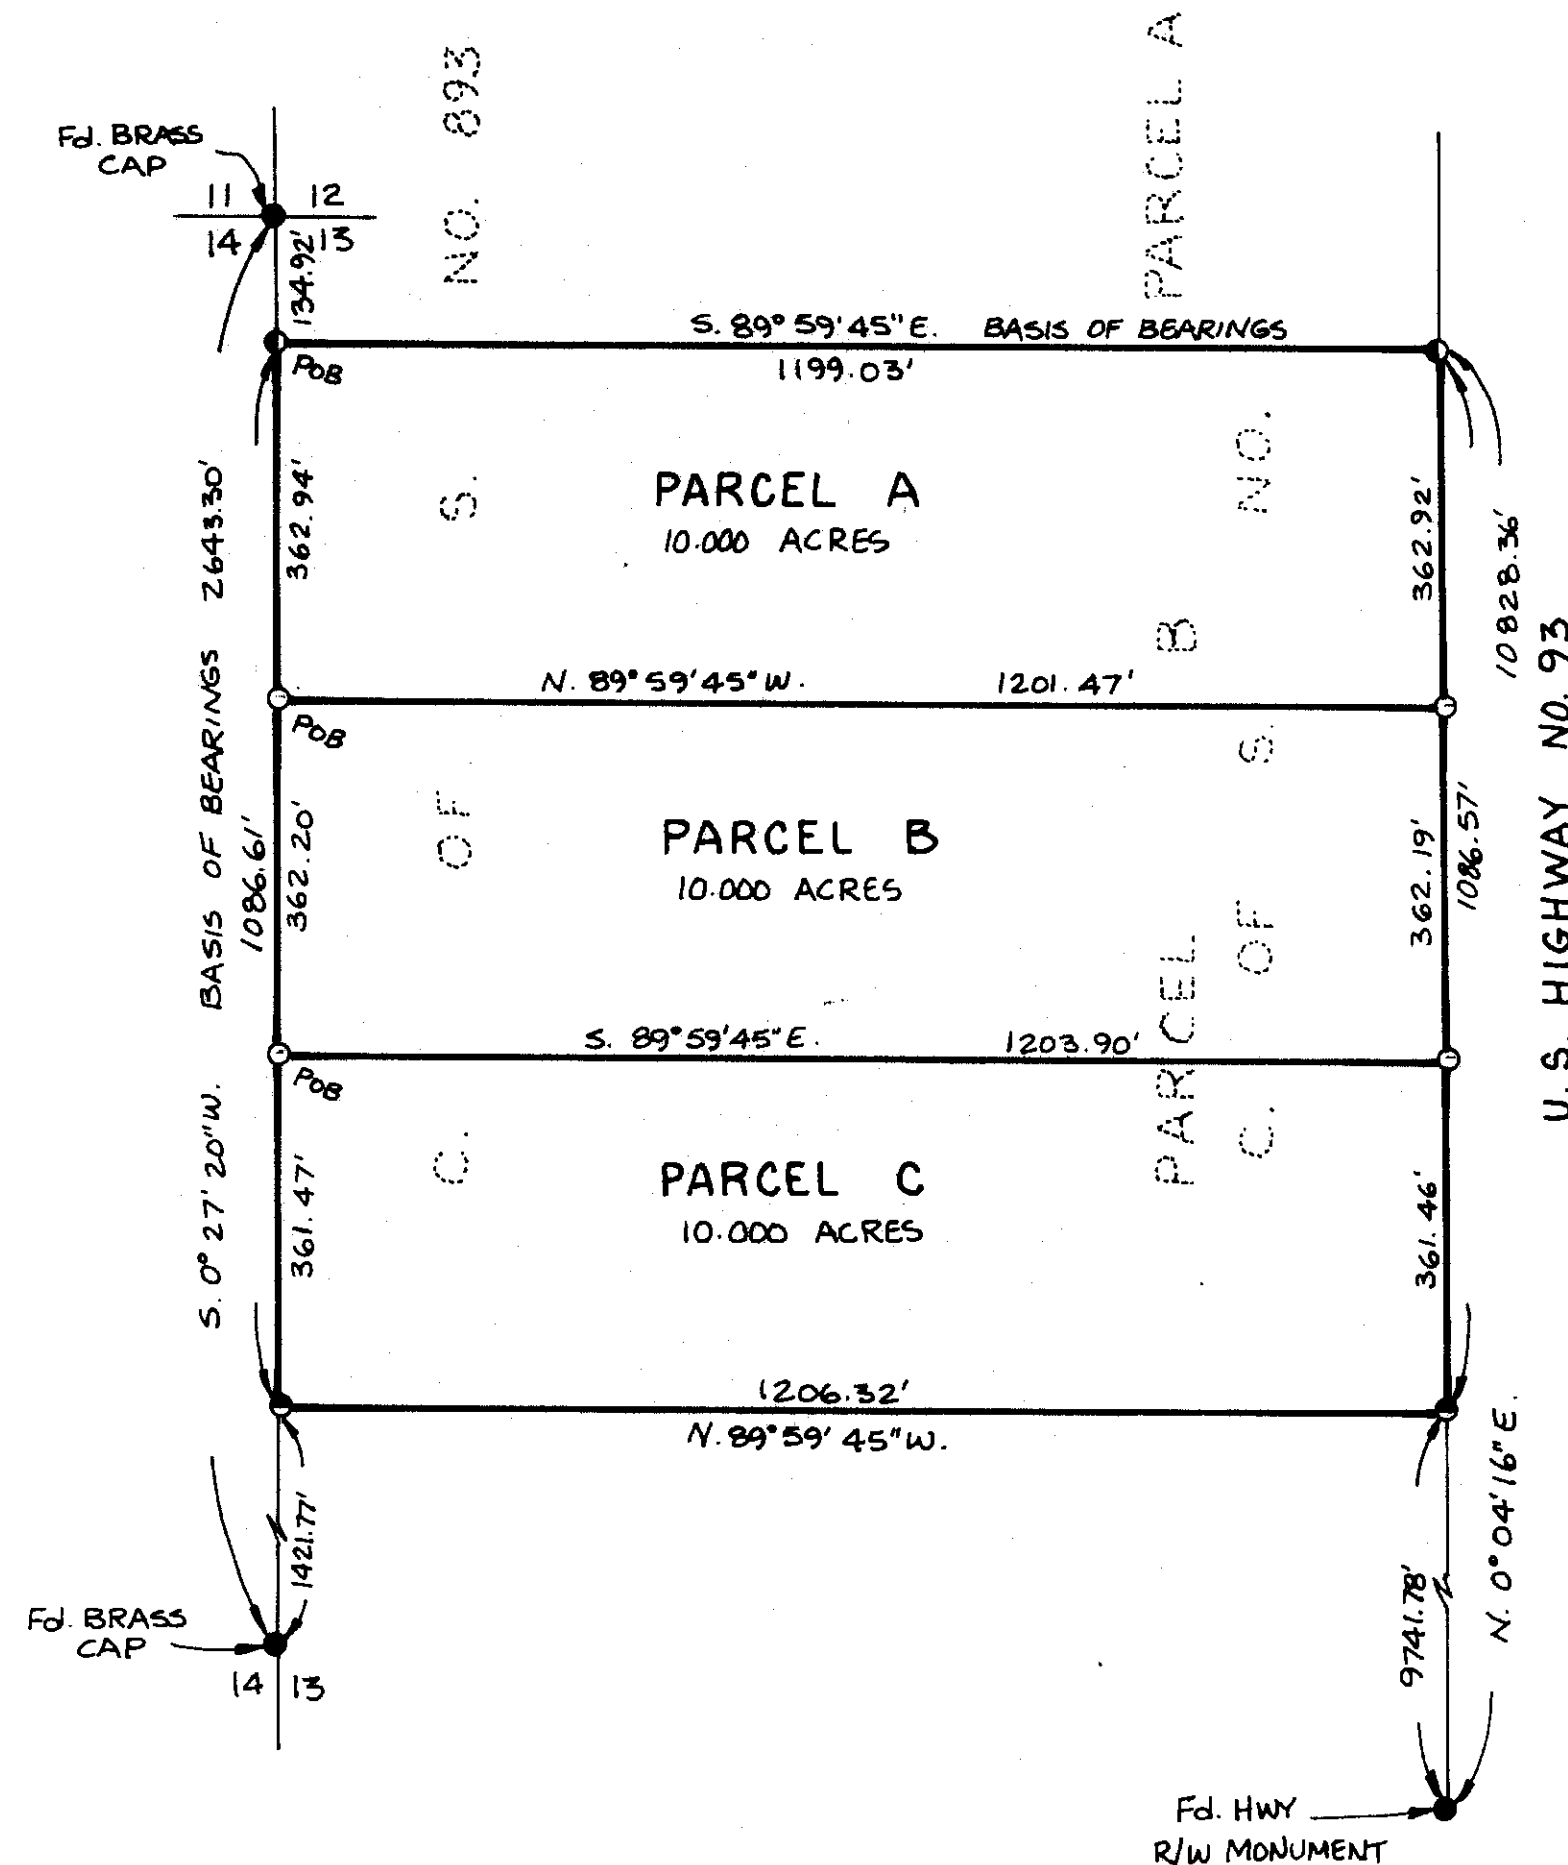 NO. 893
PARCEL A
Fd. BRASS
CAP
11 12
14 13
134.92'
S. 89° 59' 45" E. BASIS OF BEARINGS
1199.03'
POB
S. 0° 27' 20" W. BASIS OF BEARINGS 2643.30'
1086.61'
362.94'
C. OF S.
PARCEL A
10.000 ACRES
PARCEL B
C. OF S. NO.
362.92'
10828.36'
U.S. HIGHWAY NO. 93
N. 89° 59' 45" W. 1201.47'
POB
362.20'
PARCEL B
10.000 ACRES
362.19'
1086.57'
S. 89° 59' 45" E. 1203.90'
POB
361.47'
PARCEL C
10.000 ACRES
361.46'
1206.32'
N. 89° 59' 45" W.
1421.77'
9741.78'
N. 0° 04' 16" E.
Fd. BRASS
CAP
14 13
Fd. HWY
R/W MONUMENT